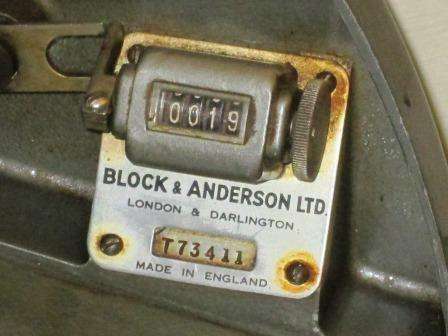 0019
BLOCK & ANDERSON LTD.
LONDON & DARLINGTON.
T73411
MADE IN ENGLAND.